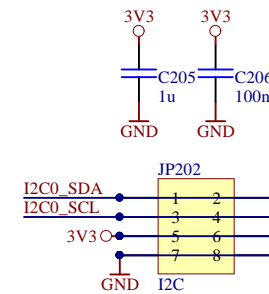 3V3 3V3
C205 C206
1u 100n
GND GND
JP202
I2C0_SDA 1 2
I2C0_SCL 3 4
3V3 5 6
7 8
GND I2C